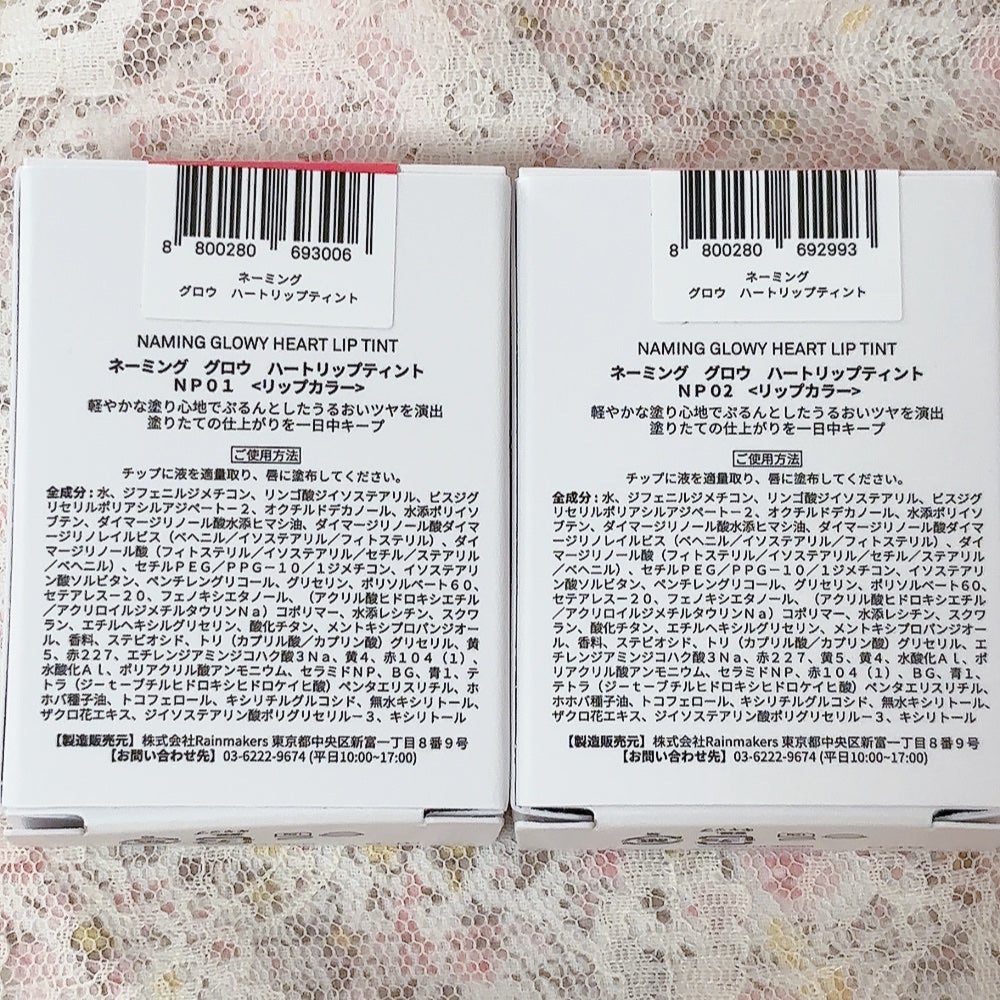 8 800280 693006
ネーミング
グロウ ハートリップティント
NAMING GLOWY HEART LIP TINT
ネーミング グロウ ハートリップティント
NP01 <リップカラー>
軽やかな塗り心地でぷるんとしたうるおいツヤを演出
塗りたての仕上がりを一日中キープ
ご使用方法
チップに液を適量取り、唇に塗布してください。
全成分：水、ジフェニルジメチコン、リンゴ酸ジイソステアリル、ビスジグ
リセリルポリアシルアジペート－2、オクチルドデカノール、水添ポリイソ
ブテン、ダイマージリノール酸水添ヒマシ油、ダイマージリノール酸ダイマ
ージリノレイルビス（ベヘニル／イソステアリル／フィトステリル）、ダイ
マージリノール酸（フィトステリル／イソステアリル／セチル／ステアリル
／ベヘニル）、セチルPEG／PPG－10／1ジメチコン、イソステアリ
ン酸ソルビタン、ペンチレングリコール、グリセリン、ポリソルベート60、
セテアレス－20、フェノキシエタノール、（アクリル酸ヒドロキシエチル
／アクリロイルジメチルタウリンNa）コポリマー、水添レシチン、スクワ
ラン、エチルヘキシルグリセリン、酸化チタン、メントキシプロパンジオー
ル、香料、ステビオシド、トリ（カプリル酸／カプリン酸）グリセリル、黄
5、赤227、エチレンジアミンジコハク酸3Na、黄4、赤104（1）、
水酸化AL、ポリアクリル酸アンモニウム、セラミドNP、BG、青1、テ
トラ（ジーt－ブチルヒドロキシヒドロケイヒ酸）ペンタエリスリチル、ホ
ホバ種子油、トコフェロール、キシリチルグルコシド、無水キシリトール、
ザクロ花エキス、ジイソステアリン酸ポリグリセリル－3、キシリトール
【製造販売元】株式会社Rainmakers 東京都中央区新富一丁目8番9号
【お問い合わせ先】03-6222-9674 (平日10:00~17:00)
8 800280 692993
ネーミング
グロウ ハートリップティント
NAMING GLOWY HEART LIP TINT
ネーミング グロウ ハートリップティント
NP02 <リップカラー>
軽やかな塗り心地でぷるんとしたうるおいツヤを演出
塗りたての仕上がりを一日中キープ
ご使用方法
チップに液を適量取り、唇に塗布してください。
全成分：水、ジフェニルジメチコン、リンゴ酸ジイソステアリル、ビスジグ
リセリルポリアシルアジペート－2、オクチルドデカノール、水添ポリイソ
ブテン、ダイマージリノール酸水添ヒマシ油、ダイマージリノール酸ダイマ
ージリノレイルビス（ベヘニル／イソステアリル／フィトステリル）、ダイ
マージリノール酸（フィトステリル／イソステアリル／セチル／ステアリル
／ベヘニル）、セチルPEG／PPG－10／1ジメチコン、イソステアリ
ン酸ソルビタン、ペンチレングリコール、グリセリン、ポリソルベート60、
セテアレス－20、フェノキシエタノール、（アクリル酸ヒドロキシエチル
／アクリロイルジメチルタウリンNa）コポリマー、水添レシチン、スクワ
ラン、酸化チタン、エチルヘキシルグリセリン、メントキシプロパンジオー
ル、香料、ステビオシド、トリ（カプリル酸／カプリン酸）グリセリル、エ
チレンジアミンジコハク酸3Na、赤227、黄5、黄4、水酸化AL、ポ
リアクリル酸アンモニウム、セラミドNP、赤104（1）、BG、青1、
テトラ（ジーt－ブチルヒドロキシヒドロケイヒ酸）ペンタエリスリチル、
ホホバ種子油、トコフェロール、キシリチルグルコシド、無水キシリトール、
ザクロ花エキス、ジイソステアリン酸ポリグリセリル－3、キシリトール
【製造販売元】株式会社Rainmakers 東京都中央区新富一丁目8番9号
【お問い合わせ先】03-6222-9674 (平日10:00~17:00)